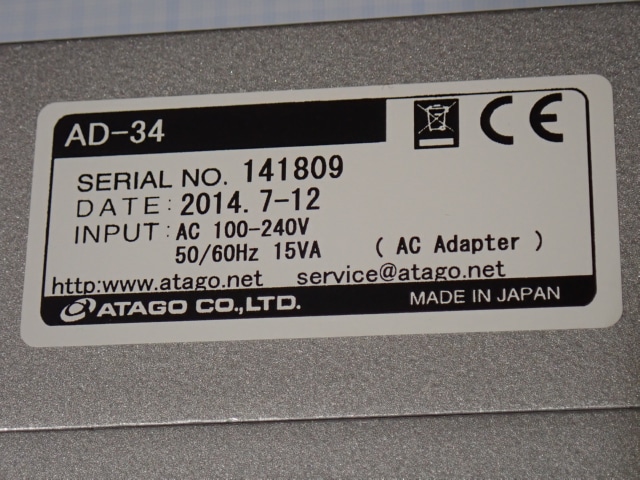 AD-34
CE
SERIAL NO. 141809
DATE: 2014. 7-12
INPUT: AC 100-240V
50/60Hz 15VA ( AC Adapter )
http:www.atago.net service@atago.net
ATAGO CO.,LTD. MADE IN JAPAN